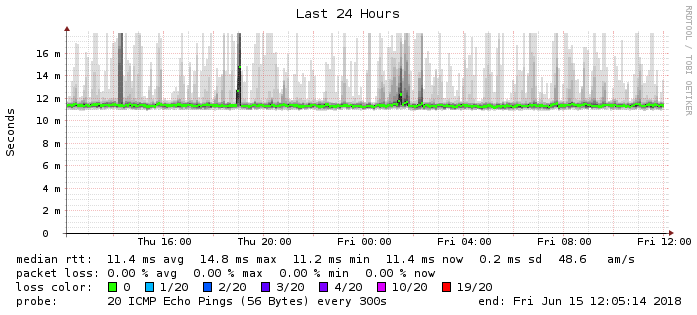 Last 24 Hours
RRDTOOL / TOBI OETIKER
Seconds
16 m
14 m
12 m
10 m
8 m
6 m
4 m
2 m
0
Thu 16:00 Thu 20:00 Fri 00:00 Fri 04:00 Fri 08:00 Fri 12:00
median rtt: 11.4 ms avg 14.8 ms max 11.2 ms min 11.4 ms now 0.2 ms sd 48.6 am/s
packet loss: 0.00 % avg 0.00 % max 0.00 % min 0.00 % now
loss color: 0 1/20 2/20 3/20 4/20 10/20 19/20
probe: 20 ICMP Echo Pings (56 Bytes) every 300s end: Fri Jun 15 12:05:14 2018